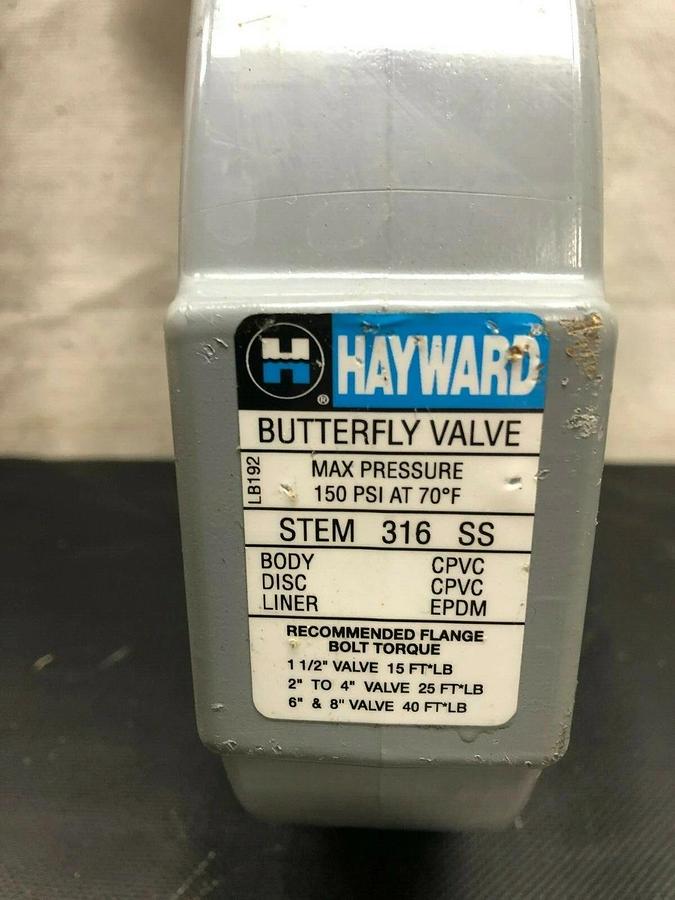 H ®
HAYWARD®
BUTTERFLY VALVE
LB192
MAX PRESSURE
150 PSI AT 70°F
STEM 316 SS
BODY CPVC
DISC CPVC
LINER EPDM
RECOMMENDED FLANGE
BOLT TORQUE
1 1/2" VALVE 15 FT*LB
2" TO 4" VALVE 25 FT*LB
6" & 8" VALVE 40 FT*LB